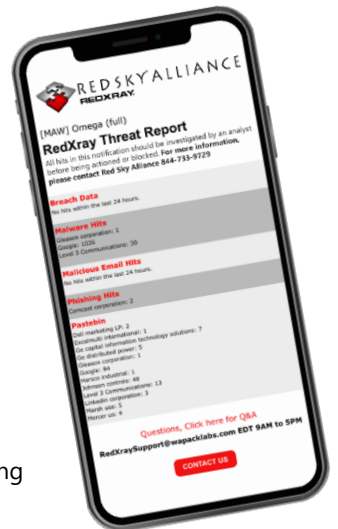 REDSKY ALLIANCE
REDXRAY
[MAW] Omega (full)
RedXray Threat Report
All hits in this notification should be investigated by an analyst
before being actioned or blocked. For more information,
please contact Red Sky Alliance 844-733-9729
Breach Data
No hits within the last 24 hours.
Malware Hits
Gleason corporation: 1
Google: 1026
Level 3 Communications: 30
Malicious Email Hits
No hits within the last 24 hours.
Phishing Hits
Comcast corporation: 2
Pastebin
Dell marketing LP: 2
Excelmulti international: 1
Ge capital information technology solutions: 7
Ge distributed power: 5
Gleason corporation: 1
Google: 84
Harsco industrial: 1
Johnson controls: 48
Level 3 Communications: 13
Linkedin corporation: 3
Marsh usa: 5
Mercer us: 4
Questions, Click here for Q&A
RedXraySupport@wapacklabs.com EDT 9AM to 5PM
CONTACT US
ng